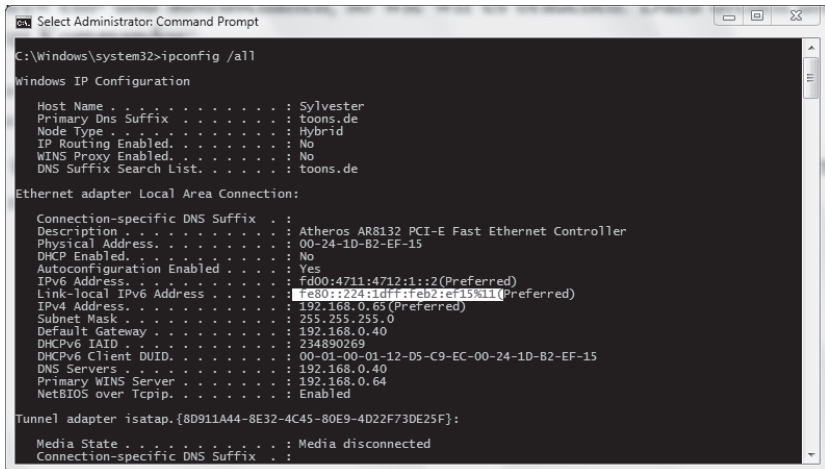 Select Administrator: Command Prompt
C:\Windows\system32>ipconfig /all
Windows IP Configuration
Host Name . . . . . . . . . . . . : Sylvester
Primary Dns Suffix  . . . . . . . : toons.de
Node Type . . . . . . . . . . . . : Hybrid
IP Routing Enabled. . . . . . . . : No
WINS Proxy Enabled. . . . . . . . : No
DNS Suffix Search List. . . . . . : toons.de
Ethernet adapter Local Area Connection:
Connection-specific DNS Suffix  . :
Description . . . . . . . . . . . : Atheros AR8132 PCI-E Fast Ethernet Controller
Physical Address. . . . . . . . . : 00-24-1D-B2-EF-15
DHCP Enabled. . . . . . . . . . . : No
Autoconfiguration Enabled . . . . : Yes
IPv6 Address. . . . . . . . . . . : fd00:4711:4712:1::2(Preferred)
Link-local IPv6 Address . . . . . : fe80::224:1dff:feb2:ef15%11(Preferred)
IPv4 Address. . . . . . . . . . . : 192.168.0.65(Preferred)
Subnet Mask . . . . . . . . . . . : 255.255.255.0
Default Gateway . . . . . . . . . : 192.168.0.40
DHCPv6 IAID . . . . . . . . . . . : 234890269
DHCPv6 Client DUID. . . . . . . . : 00-01-00-01-12-D5-C9-EC-00-24-1D-B2-EF-15
DNS Servers . . . . . . . . . . . : 192.168.0.40
Primary WINS Server . . . . . . . : 192.168.0.64
NetBIOS over Tcpip. . . . . . . . : Enabled
Tunnel adapter isatap.{8D911A44-8E32-4C45-80E9-4D22F73DE25F}:
Media State . . . . . . . . . . . : Media disconnected
Connection-specific DNS Suffix  . :